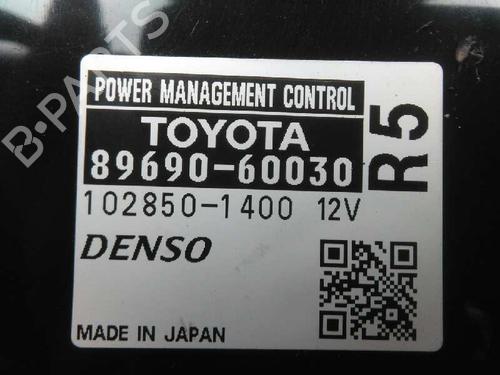 POWER MANAGEMENT CONTROL
TOYOTA
89690-60030
R5
102850-1400 12V
DENSO
MADE IN JAPAN
B-PARTS